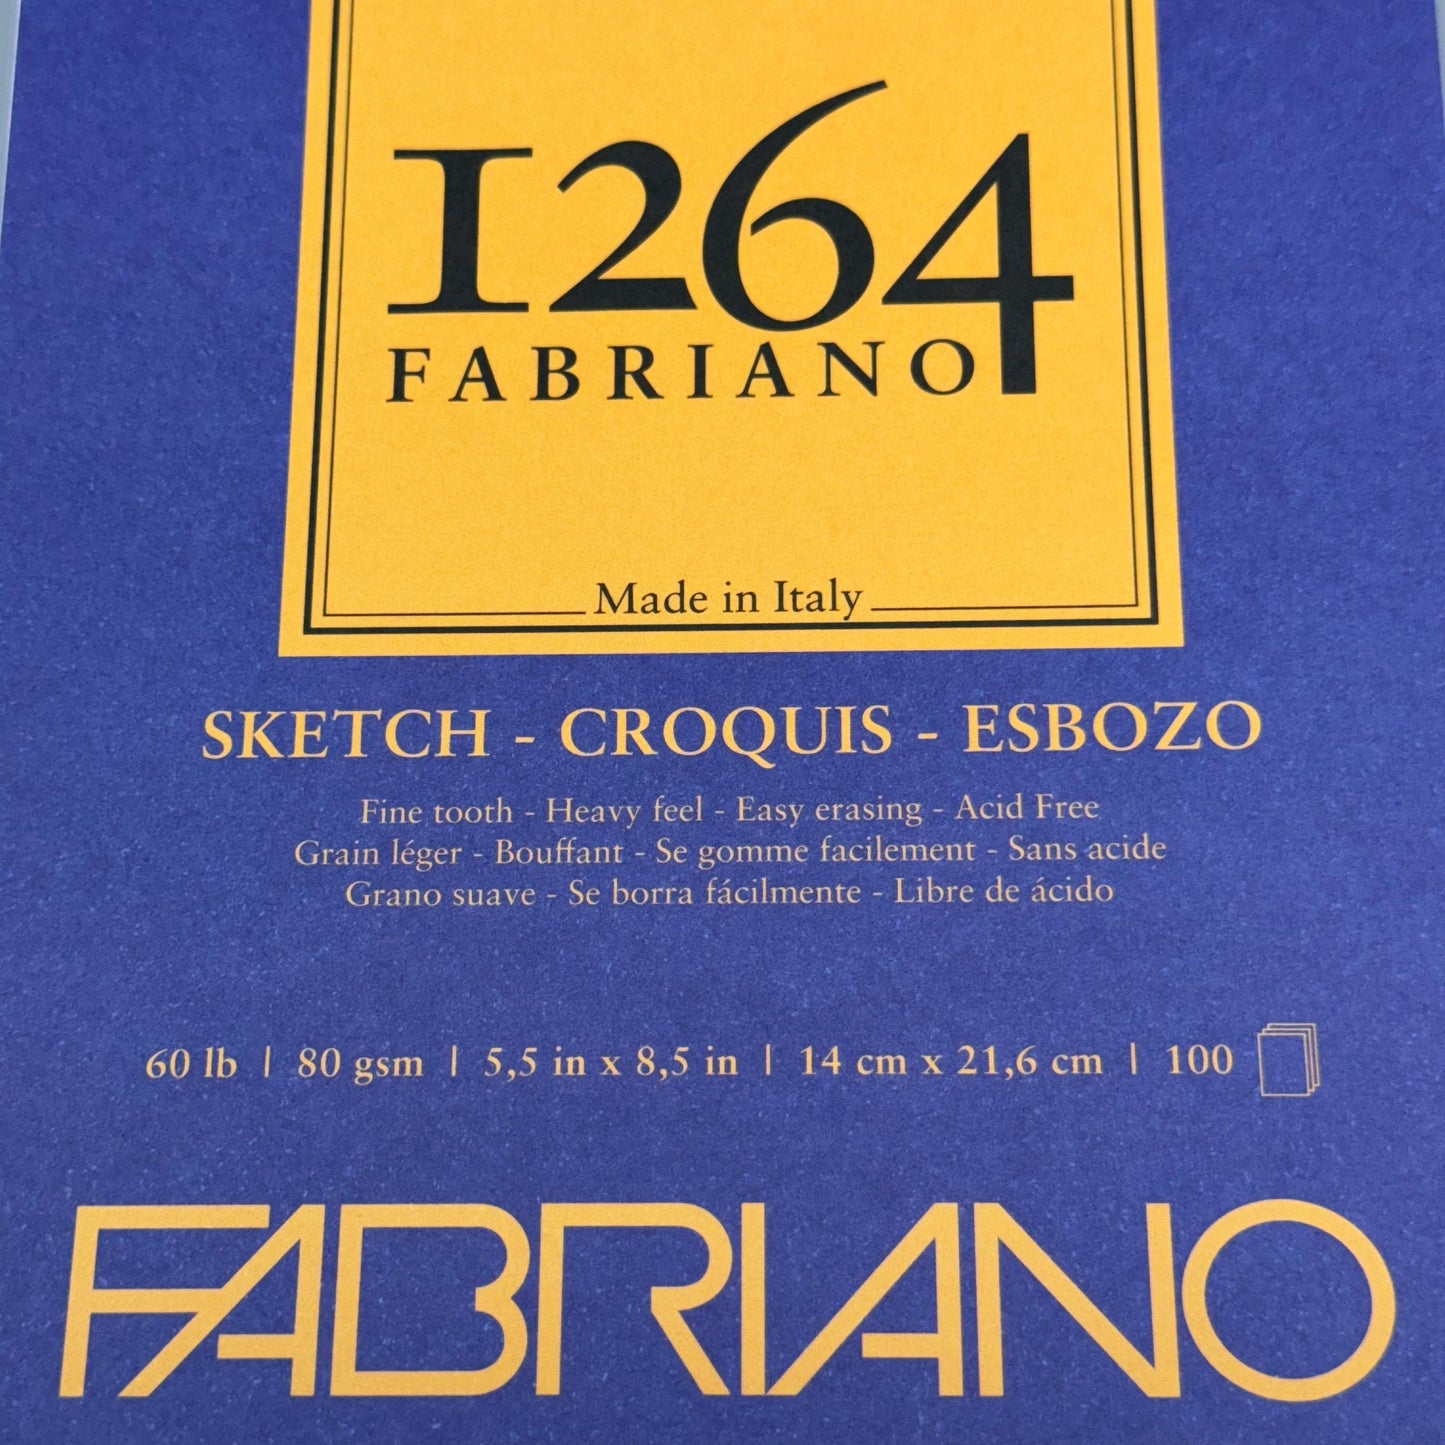 1264
FABRIANO
Made in Italy
SKETCH - CROQUIS - ESBOZO
Fine tooth - Heavy feel - Easy erasing - Acid Free
Grain léger - Bouffant - Se gomme facilement - Sans acide
Grano suave - Se borra fácilmente - Libre de ácido
60 lb | 80 gsm | 5,5 in x 8,5 in | 14 cm x 21,6 cm | 100
FABRIANO